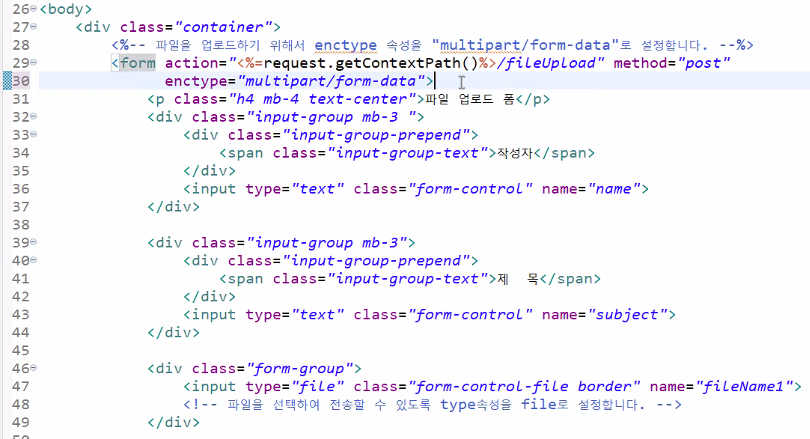 26 <body>
27 <div class="container">
28 <%-- 파일을 업로드하기 위해서 enctype 속성을 "multipart/form-data"로 설정합니다. --%>
29 <form action="<%=request.getContextPath()%>/fileUpload" method="post"
30 enctype="multipart/form-data">
31 <p class="h4 mb-4 text-center">파일 업로드 폼</p>
32 <div class="input-group mb-3 ">
33 <div class="input-group-prepend">
34 <span class="input-group-text">작성자</span>
35 </div>
36 <input type="text" class="form-control" name="name">
37 </div>
38
39 <div class="input-group mb-3">
40 <div class="input-group-prepend">
41 <span class="input-group-text">제  목</span>
42 </div>
43 <input type="text" class="form-control" name="subject">
44 </div>
45
46 <div class="form-group">
47 <input type="file" class="form-control-file border" name="fileName1">
48 <!-- 파일을 선택하여 전송할 수 있도록 type속성을 file로 설정합니다. -->
49 </div>